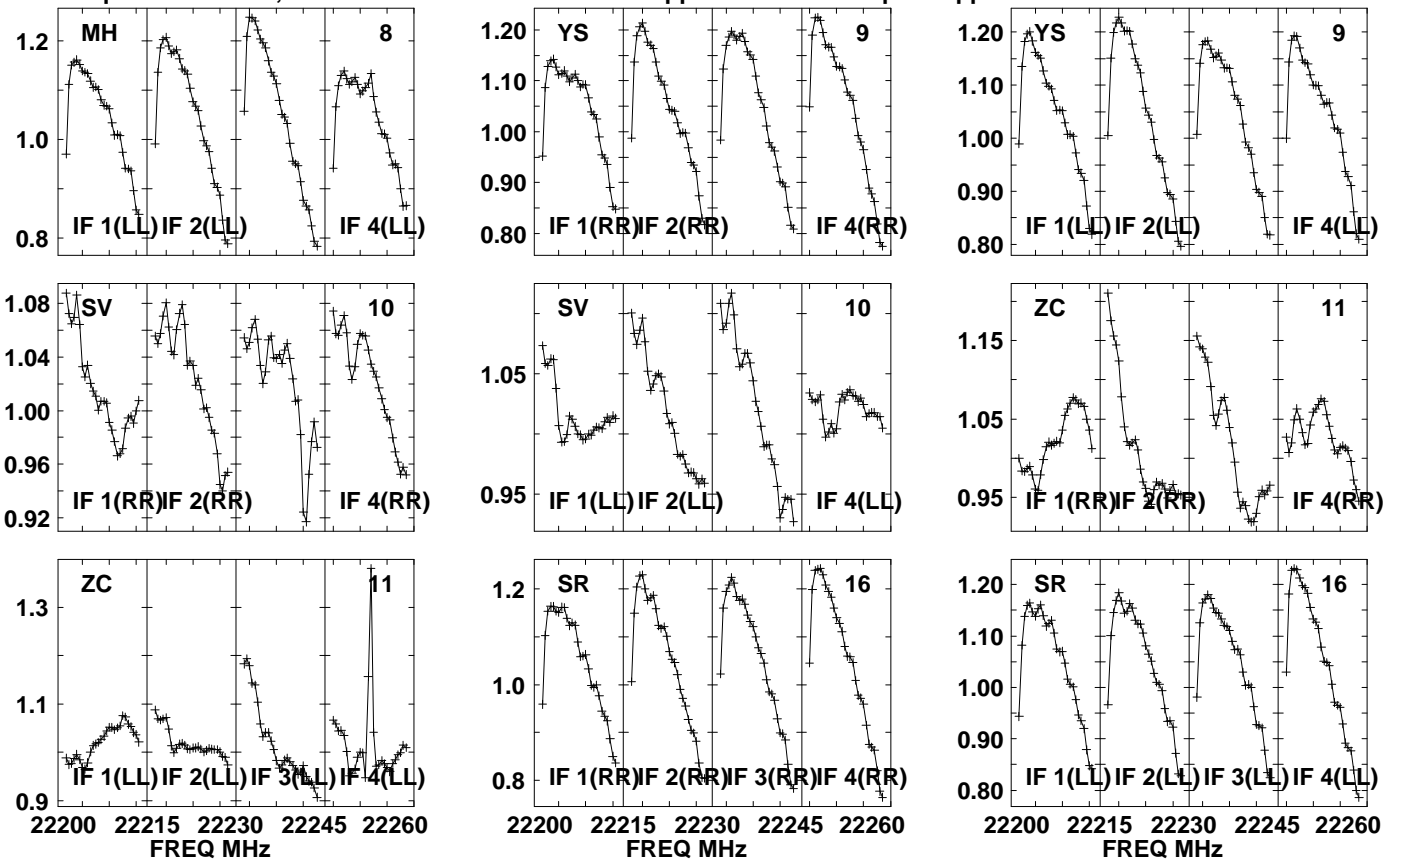 MH 8 YS 9 YS 9
1.2 1.20 1.20
1.10 1.10
1.0 1.00 1.00
0.90 0.90
0.8 0.80 0.80
IF 1(LL) IF 2(LL) IF 4(LL) IF 1(RR) IF 2(RR) IF 4(RR) IF 1(LL) IF 2(LL) IF 4(LL)
SV 10 SV 10 ZC 11
1.08
1.04 1.05 1.15
1.00 1.05
0.96 0.95 0.95
0.92
IF 1(RR) IF 2(RR) IF 4(RR) IF 1(LL) IF 2(LL) IF 4(LL) IF 1(RR) IF 2(RR) IF 4(RR)
ZC 11 SR 16 SR 16
1.3 1.2 1.20
1.10
1.1 1.0 1.00
0.90
0.9 0.8 0.80
IF 1(LL) IF 2(LL) IF 3(LL) IF 4(LL) IF 1(RR) IF 2(RR) IF 3(RR) IF 4(RR) IF 1(LL) IF 2(LL) IF 3(LL) IF 4(LL)
22200 22215 22230 22245 22260 22200 22215 22230 22245 22260 22200 22215 22230 22245 22260
FREQ MHz FREQ MHz FREQ MHz